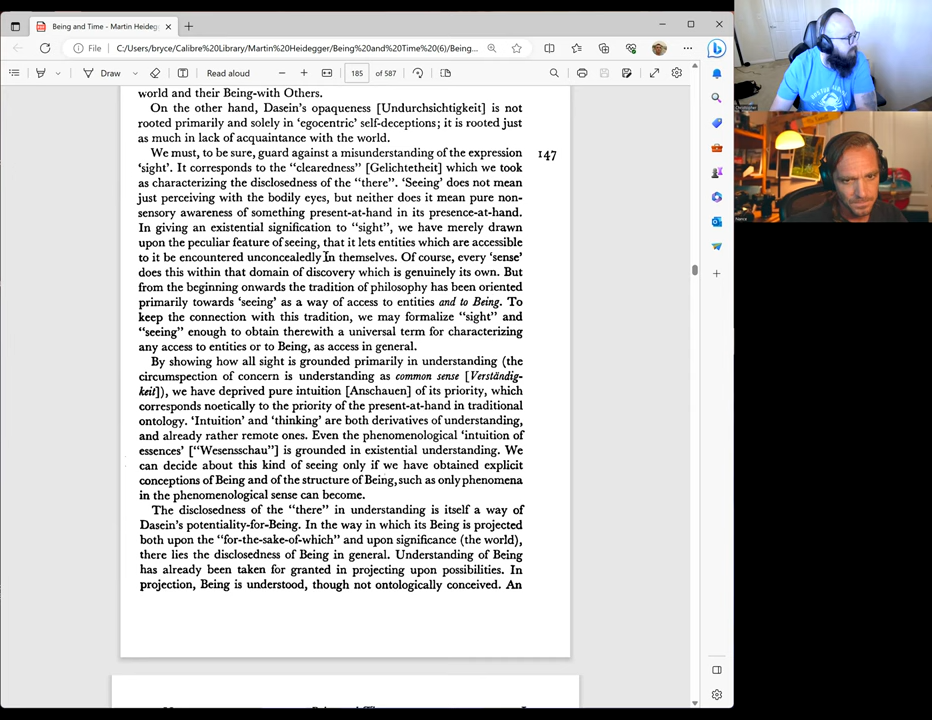 Being and Time - Martin Heideg
File
C:/Users/bryce/Calibre%20Library/Martin%20Heidegger/Being%20and%20Time%20(6)/Being...
Draw
Read aloud
185 of 587
world and their Being-with Others.
On the other hand, Dasein's opaqueness [Undurchsichtigkeit] is not
rooted primarily and solely in 'egocentric' self-deceptions; it is rooted just
as much in lack of acquaintance with the world.
We must, to be sure, guard against a misunderstanding of the expression
147
'sight'. It corresponds to the "clearedness" [Gelichtetheit] which we took
as characterizing the disclosedness of the "there". 'Seeing' does not mean
just perceiving with the bodily eyes, but neither does it mean pure non-
sensory awareness of something present-at-hand in its presence-at-hand.
In giving an existential signification to "sight", we have merely drawn
upon the peculiar feature of seeing, that it lets entities which are accessible
to it be encountered unconcealedly in themselves. Of course, every 'sense'
does this within that domain of discovery which is genuinely its own. But
from the beginning onwards the tradition of philosophy has been oriented
primarily towards 'seeing' as a way of access to entities and to Being. To
keep the connection with this tradition, we may formalize "sight" and
"seeing" enough to obtain therewith a universal term for characterizing
any access to entities or to Being, as access in general.
By showing how all sight is grounded primarily in understanding (the
circumspection of concern is understanding as common sense [Verständig-
keit]), we have deprived pure intuition [Anschauen] of its priority, which
corresponds noetically to the priority of the present-at-hand in traditional
ontology. 'Intuition' and 'thinking' are both derivatives of understanding,
and already rather remote ones. Even the phenomenological 'intuition of
essences' ["Wesensschau"] is grounded in existential understanding. We
can decide about this kind of seeing only if we have obtained explicit
conceptions of Being and of the structure of Being, such as only phenomena
in the phenomenological sense can become.
The disclosedness of the "there" in understanding is itself a way of
Dasein's potentiality-for-Being. In the way in which its Being is projected
both upon the "for-the-sake-of-which" and upon significance (the world),
there lies the disclosedness of Being in general. Understanding of Being
has already been taken for granted in projecting upon possibilities. In
projection, Being is understood, though not ontologically conceived. An